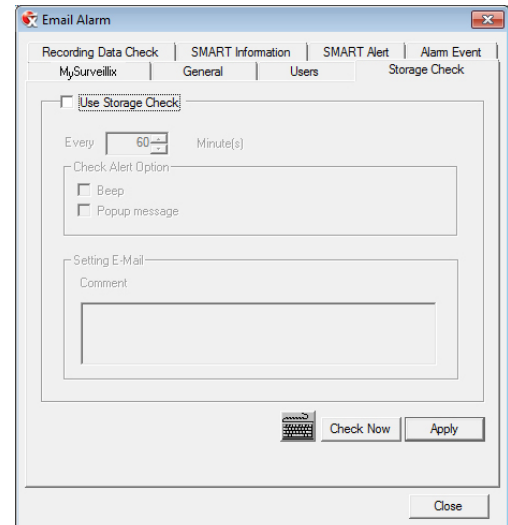 Email Alarm
Recording Data Check SMART Information SMART Alert Alarm Event
MySurveillix General Users Storage Check
Use Storage Check
Every 60 Minute(s)
Check Alert Option
Beep
Popup message
Setting E-Mail
Comment
Check Now Apply
Close